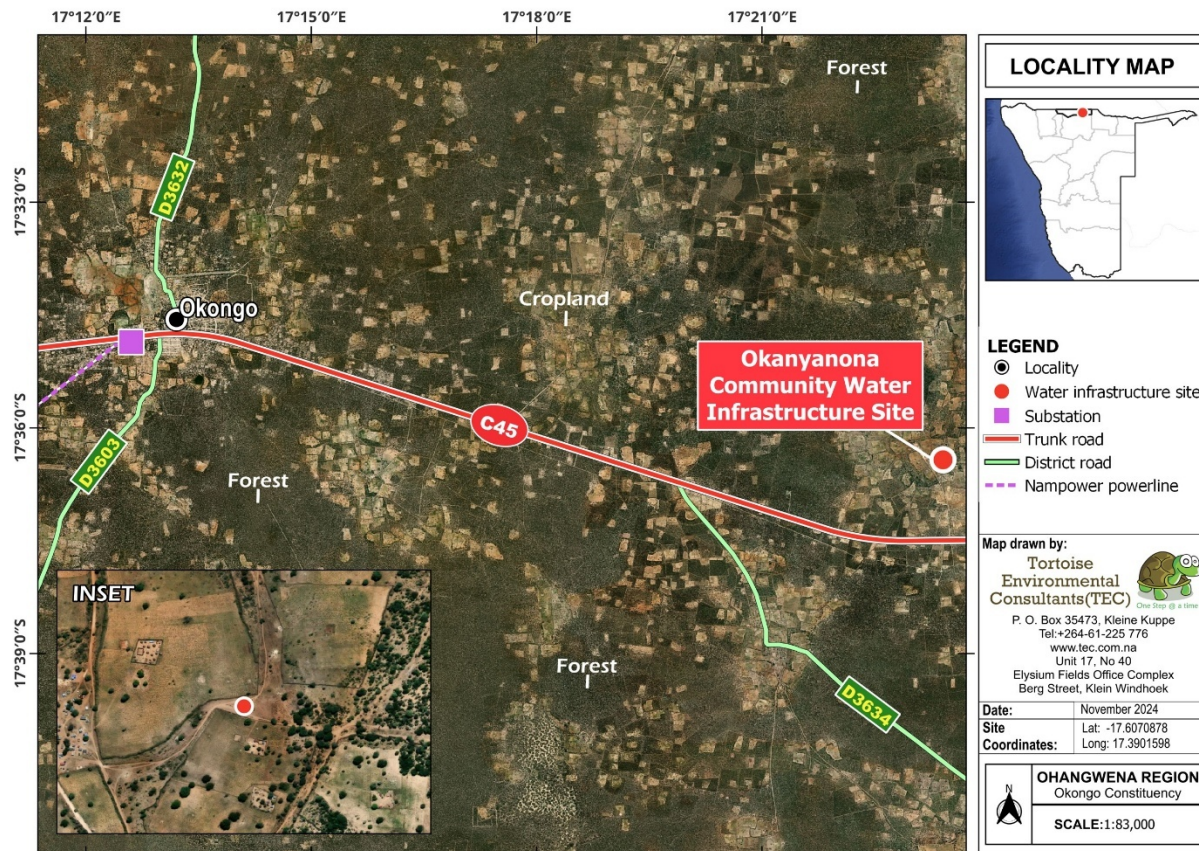 17°12'0"E
17°15'0"E
17°18'0"E
17°21'0"E
17°33'0"S
17°36'0"S
17°39'0"S
Forest
D3632
Okongo
Cropland
Okanyanona
Community Water
Infrastructure Site
C45
D3603
Forest
INSET
Forest
D3634
LOCALITY MAP
LEGEND
Locality
Water infrastructure site
Substation
Trunk road
District road
Nampower powerline
Map drawn by:
Tortoise
Environmental
Consultants(TEC)
One Step @ a time
P. O. Box 35473, Kleine Kuppe
Tel:+264-61-225 776
www.tec.com.na
Unit 17, No 40
Elysium Fields Office Complex
Berg Street, Klein Windhoek
Date: November 2024
Site Lat: -17.6070878
Coordinates: Long: 17.3901598
N
OHANGWENA REGION
Okongo Constituency
SCALE:1:83,000